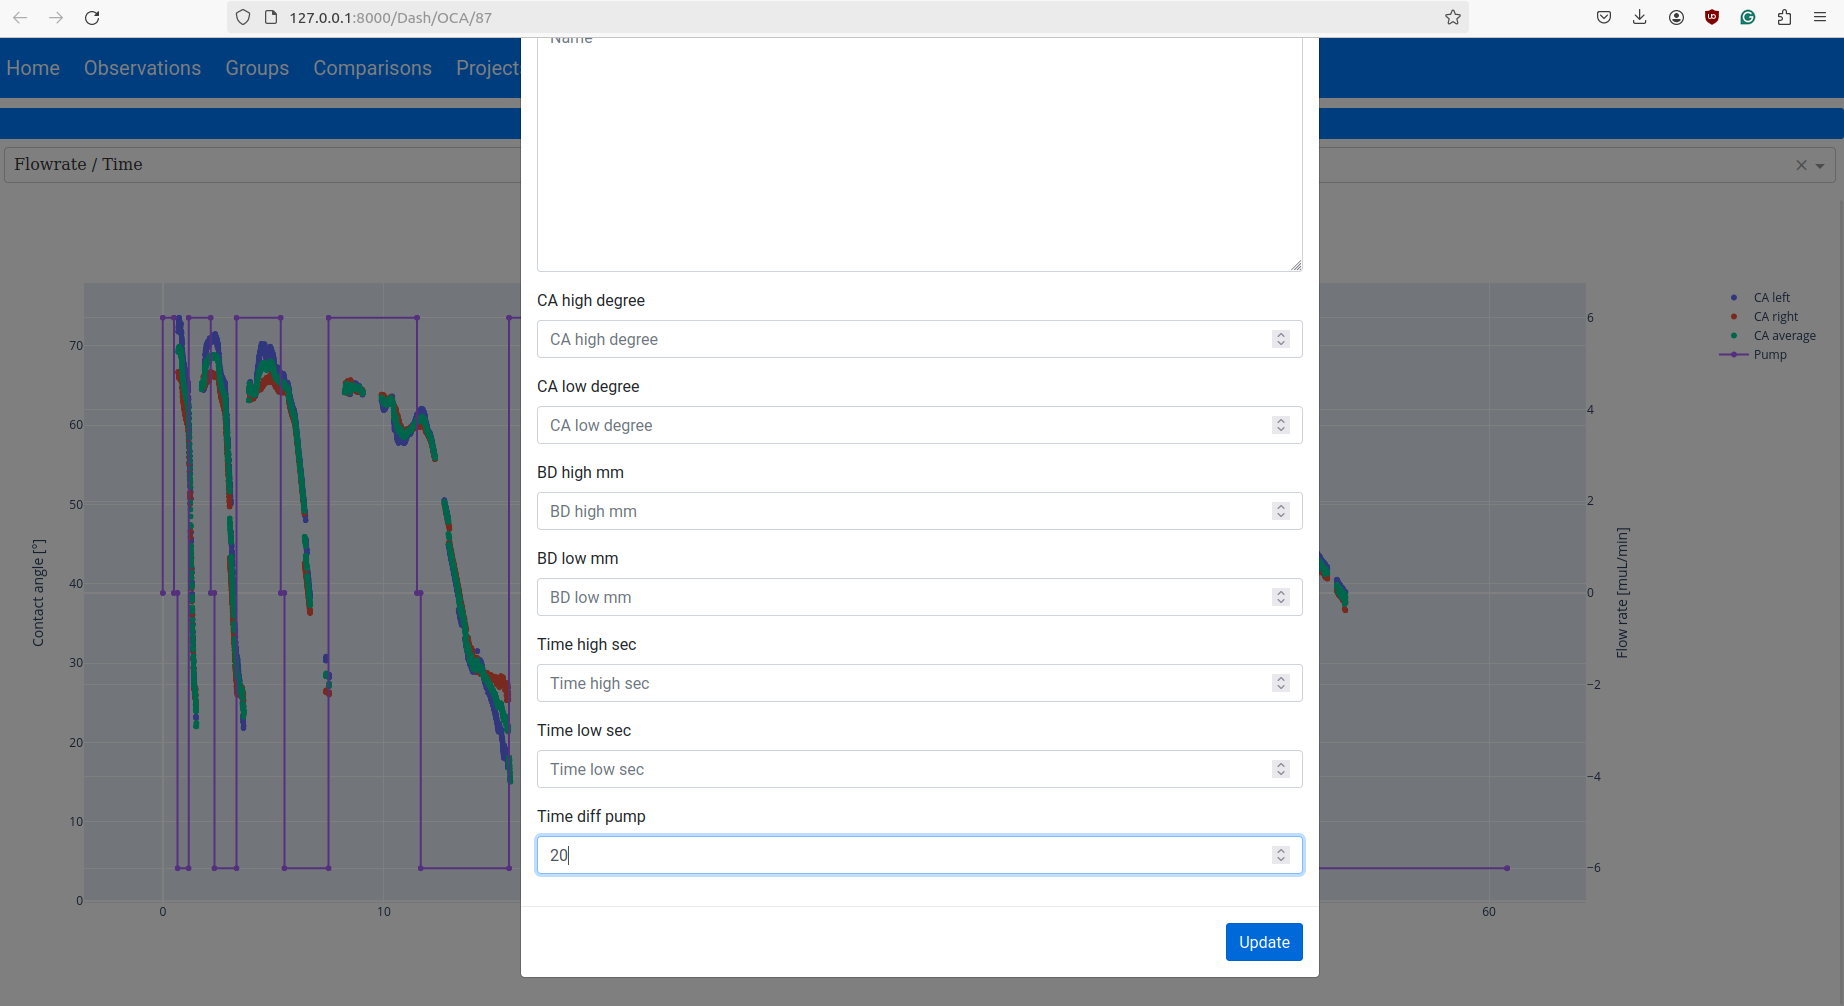 127.0.0.1:8000/Dash/OCA/87
Name
Home Observations Groups Comparisons Projects
Flowrate / Time
CA high degree
CA high degree
CA low degree
CA low degree
BD high mm
BD high mm
BD low mm
BD low mm
Time high sec
Time high sec
Time low sec
Time low sec
Time diff pump
20
Update
Contact angle [°]
70
60
50
40
30
20
10
0
0
10
60
6
4
2
0
−2
−4
−6
Flow rate [muL/min]
CA left
CA right
CA average
Pump